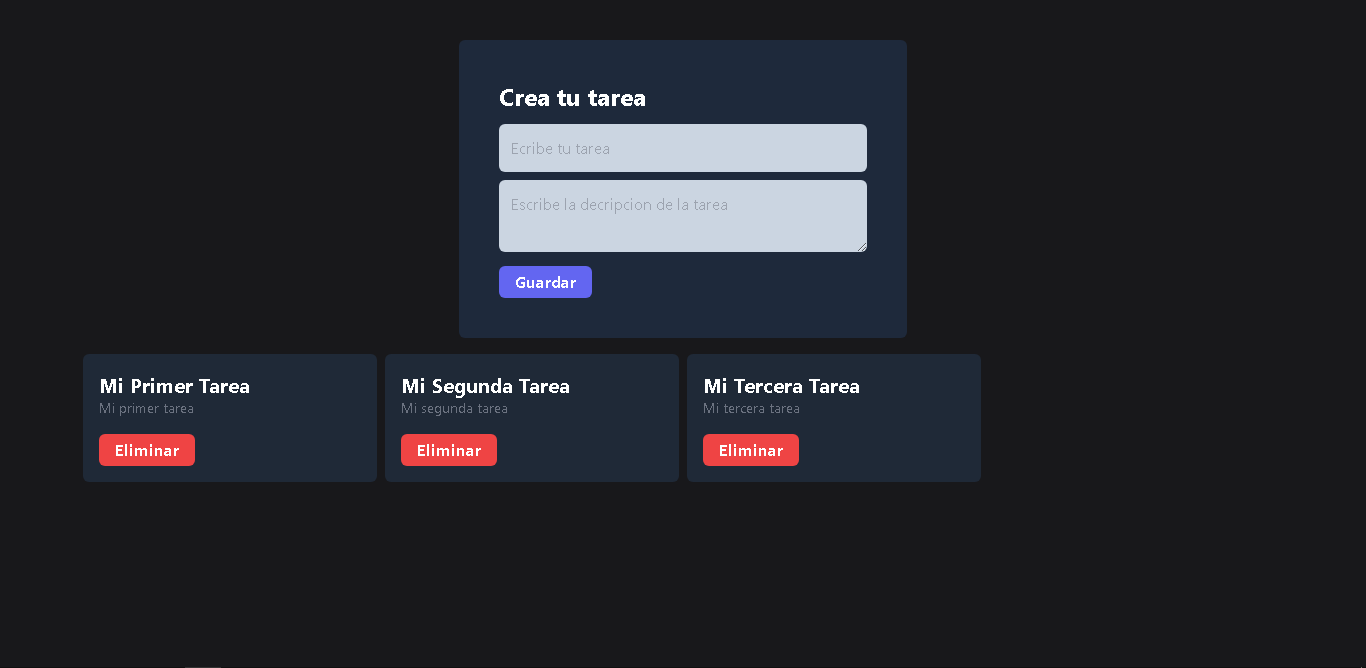 Crea tu tarea
Ecribe tu tarea
Escribe la decripcion de la tarea
Guardar
Mi Primer Tarea
Mi primer tarea
Eliminar
Mi Segunda Tarea
Mi segunda tarea
Eliminar
Mi Tercera Tarea
Mi tercera tarea
Eliminar